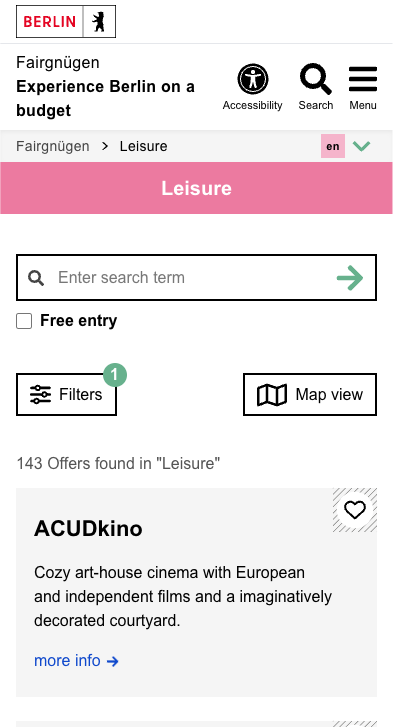 BERLIN
Fairgnügen
Experience Berlin on a
budget
Accessibility
Search
Menu
Fairgnügen > Leisure
en
Leisure
Enter search term
Free entry
Filters
1
Map view
143 Offers found in "Leisure"
ACUDkino
Cozy art-house cinema with European
and independent films and a imaginatively
decorated courtyard.
more info →